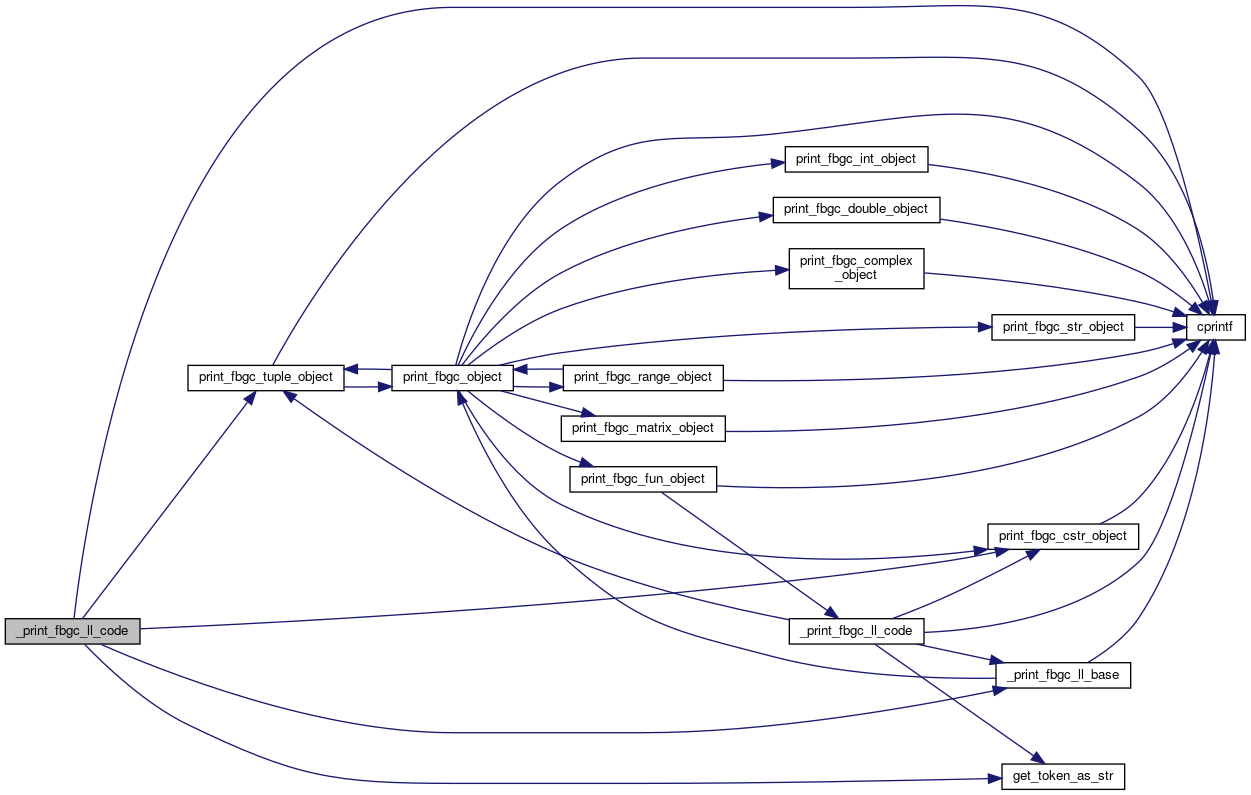 print_fbgc_int_object
print_fbgc_double_object
print_fbgc_complex
_object
print_fbgc_str_object
cprintf
print_fbgc_tuple_object
print_fbgc_object
print_fbgc_range_object
print_fbgc_matrix_object
print_fbgc_fun_object
print_fbgc_cstr_object
_print_fbgc_ll_code
_print_fbgc_ll_code
_print_fbgc_ll_base
get_token_as_str